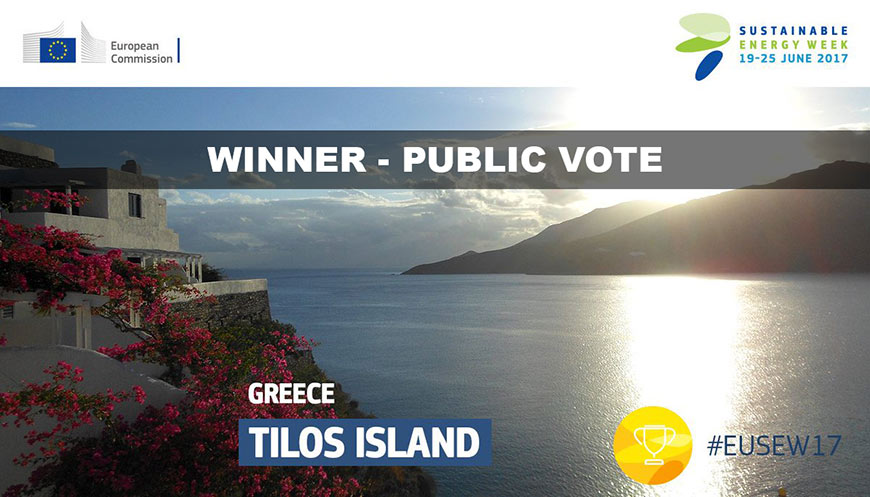 European
Commission
SUSTAINABLE
ENERGY WEEK
19-25 JUNE 2017
WINNER - PUBLIC VOTE
GREECE
TILOS ISLAND
#EUSEW17